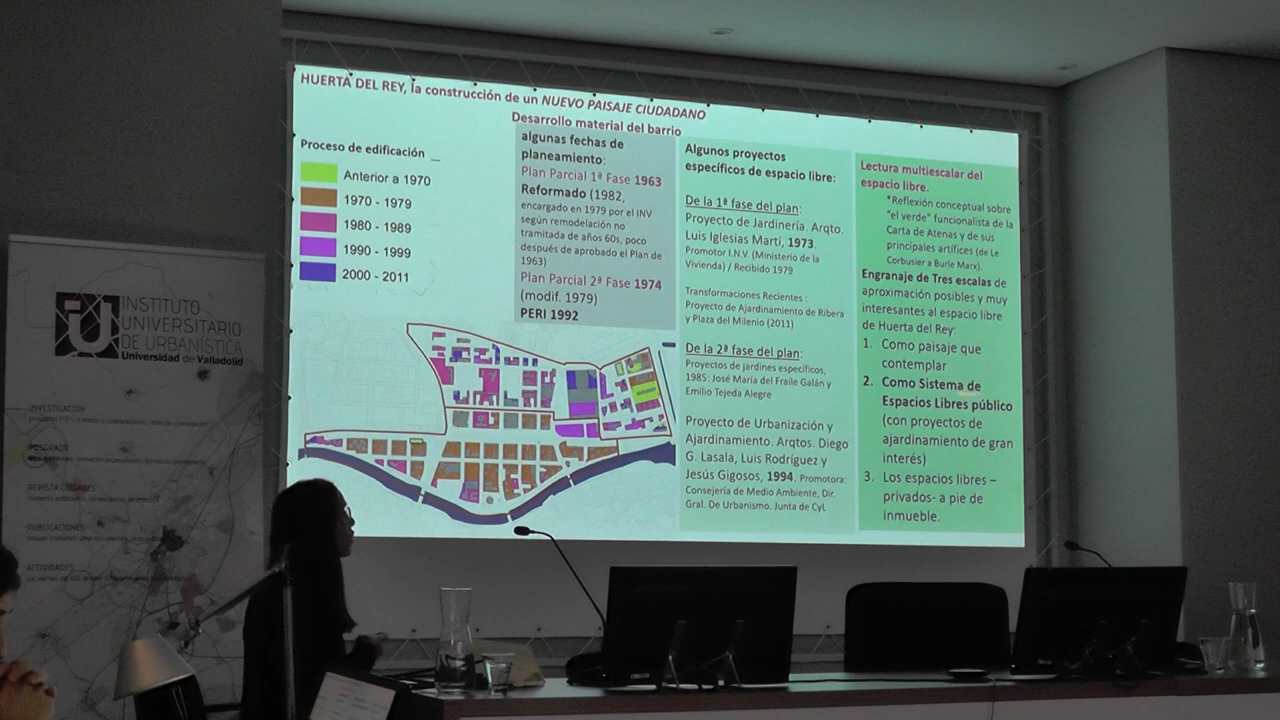 HUERTA DEL REY, la construcción de un NUEVO PAISAJE CIUDADANO
Desarrollo material del barrio
Proceso de edificación
Anterior a 1970
1970 - 1979
1980 - 1989
1990 - 1999
2000 - 2011
algunas fechas de
planeamiento:
Plan Parcial 1ª Fase 1963
Reformado (1982,
encargado en 1979 por el INV
según remodelación no
tramitada de años 60s, poco
después de aprobado el Plan de
1963)
Plan Parcial 2ª Fase 1974
(modif. 1979)
PERI 1992
Algunos proyectos
específicos de espacio libre:
De la 1ª fase del plan:
Proyecto de Jardinería. Arqto.
Luis Iglesias Martí, 1973.
Promotor I.N.V. (Ministerio de la
Vivienda) / Recibido 1979
Transformaciones Recientes :
Proyecto de Ajardinamiento de Ribera
y Plaza del Milenio (2011)
De la 2ª fase del plan:
Proyectos de jardines específicos,
1985: José María del Fraile Galán y
Emilio Tejeda Alegre
Proyecto de Urbanización y
Ajardinamiento. Arqtos. Diego
G. Lasala, Luis Rodríguez y
Jesús Gigosos, 1994. Promotora:
Consejería de Medio Ambiente, Dir.
Gral. De Urbanismo. Junta de Cyl.
Lectura multiescalar del
espacio libre.
*Reflexión conceptual sobre
"el verde" funcionalista de la
Carta de Atenas y de sus
principales artífices (de Le
Corbusier a Burle Marx).
Engranaje de Tres escalas de
aproximación posibles y muy
interesantes al espacio libre
de Huerta del Rey:
1. Como paisaje que
contemplar
2. Como Sistema de
Espacios Libres público
(con proyectos de
ajardinamiento de gran
interés)
3. Los espacios libres –
privados- a pie de
inmueble.
INSTITUTO
UNIVERSITARIO
DE URBANÍSTICA
Universidad de Valladolid
INVESTIGACIÓN
POSGRADO
REVISTA CIUDADES
PUBLICACIONES
ACTIVIDADES